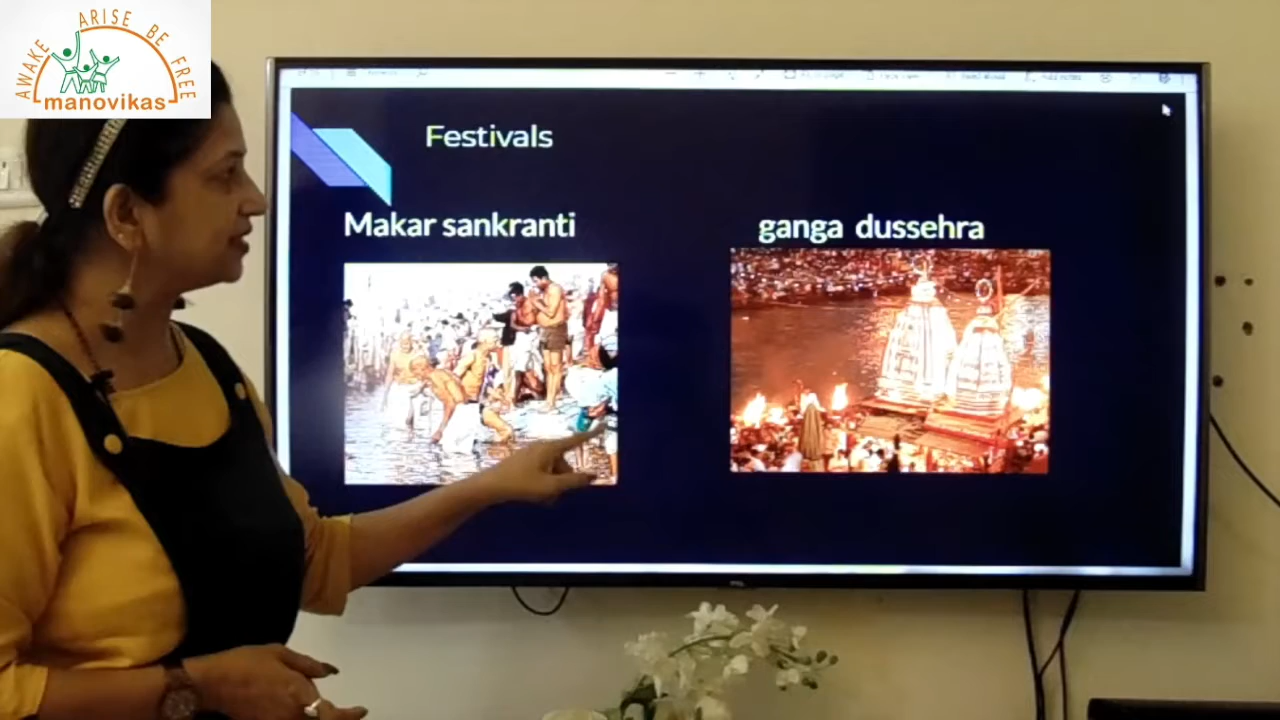 AWAKE ARISE BE FREE
manovikas
Festivals
Makar sankranti
ganga dussehra